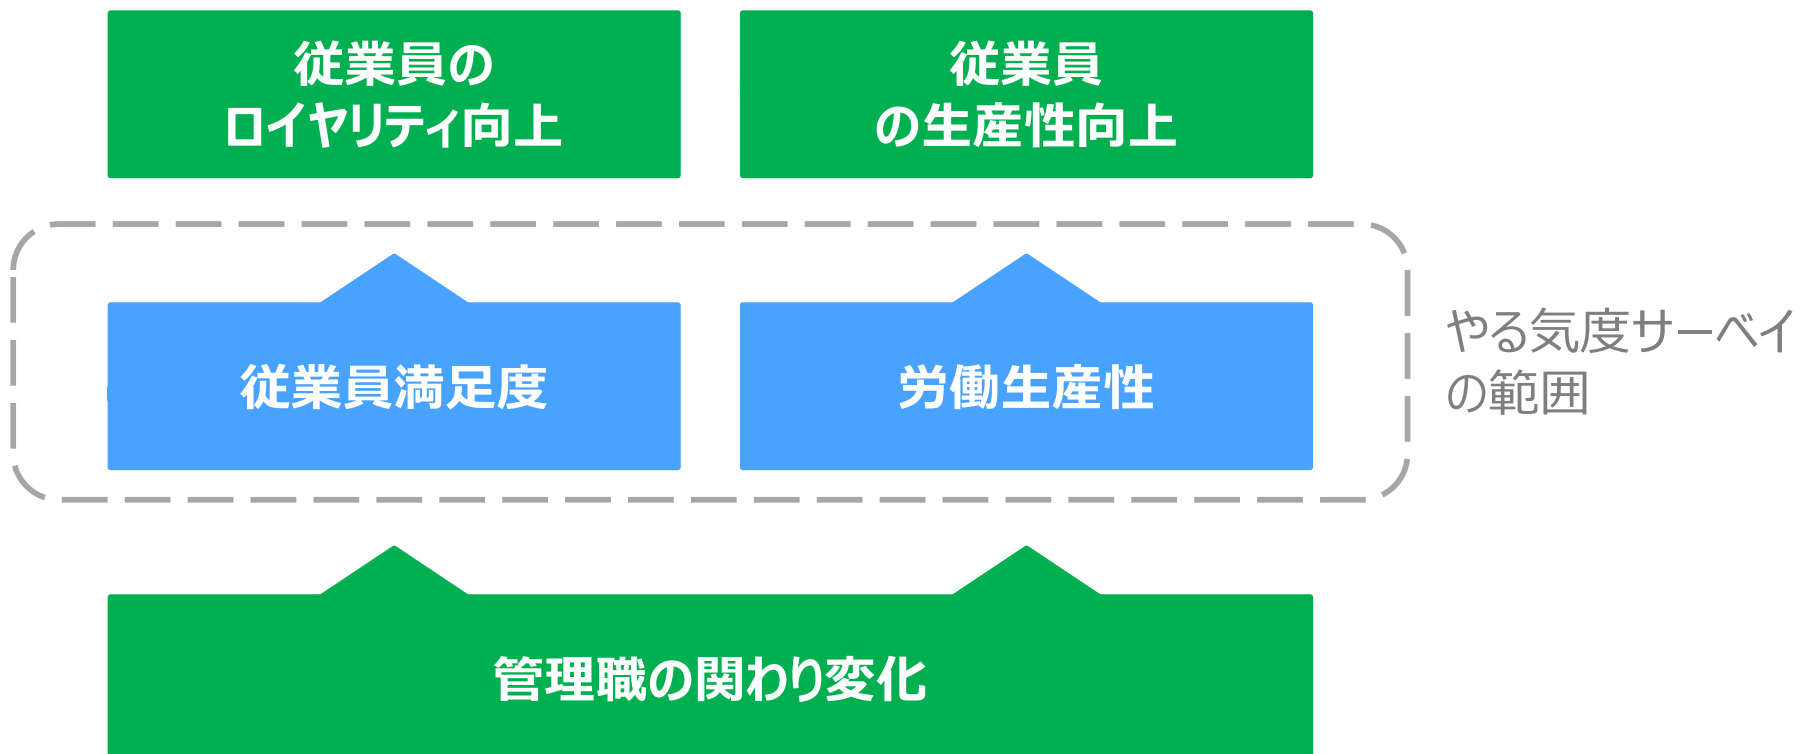 従業員の
ロイヤリティ向上
従業員
の生産性向上
従業員満足度
労働生産性
やる気度サーベイ
の範囲
管理職の関わり変化